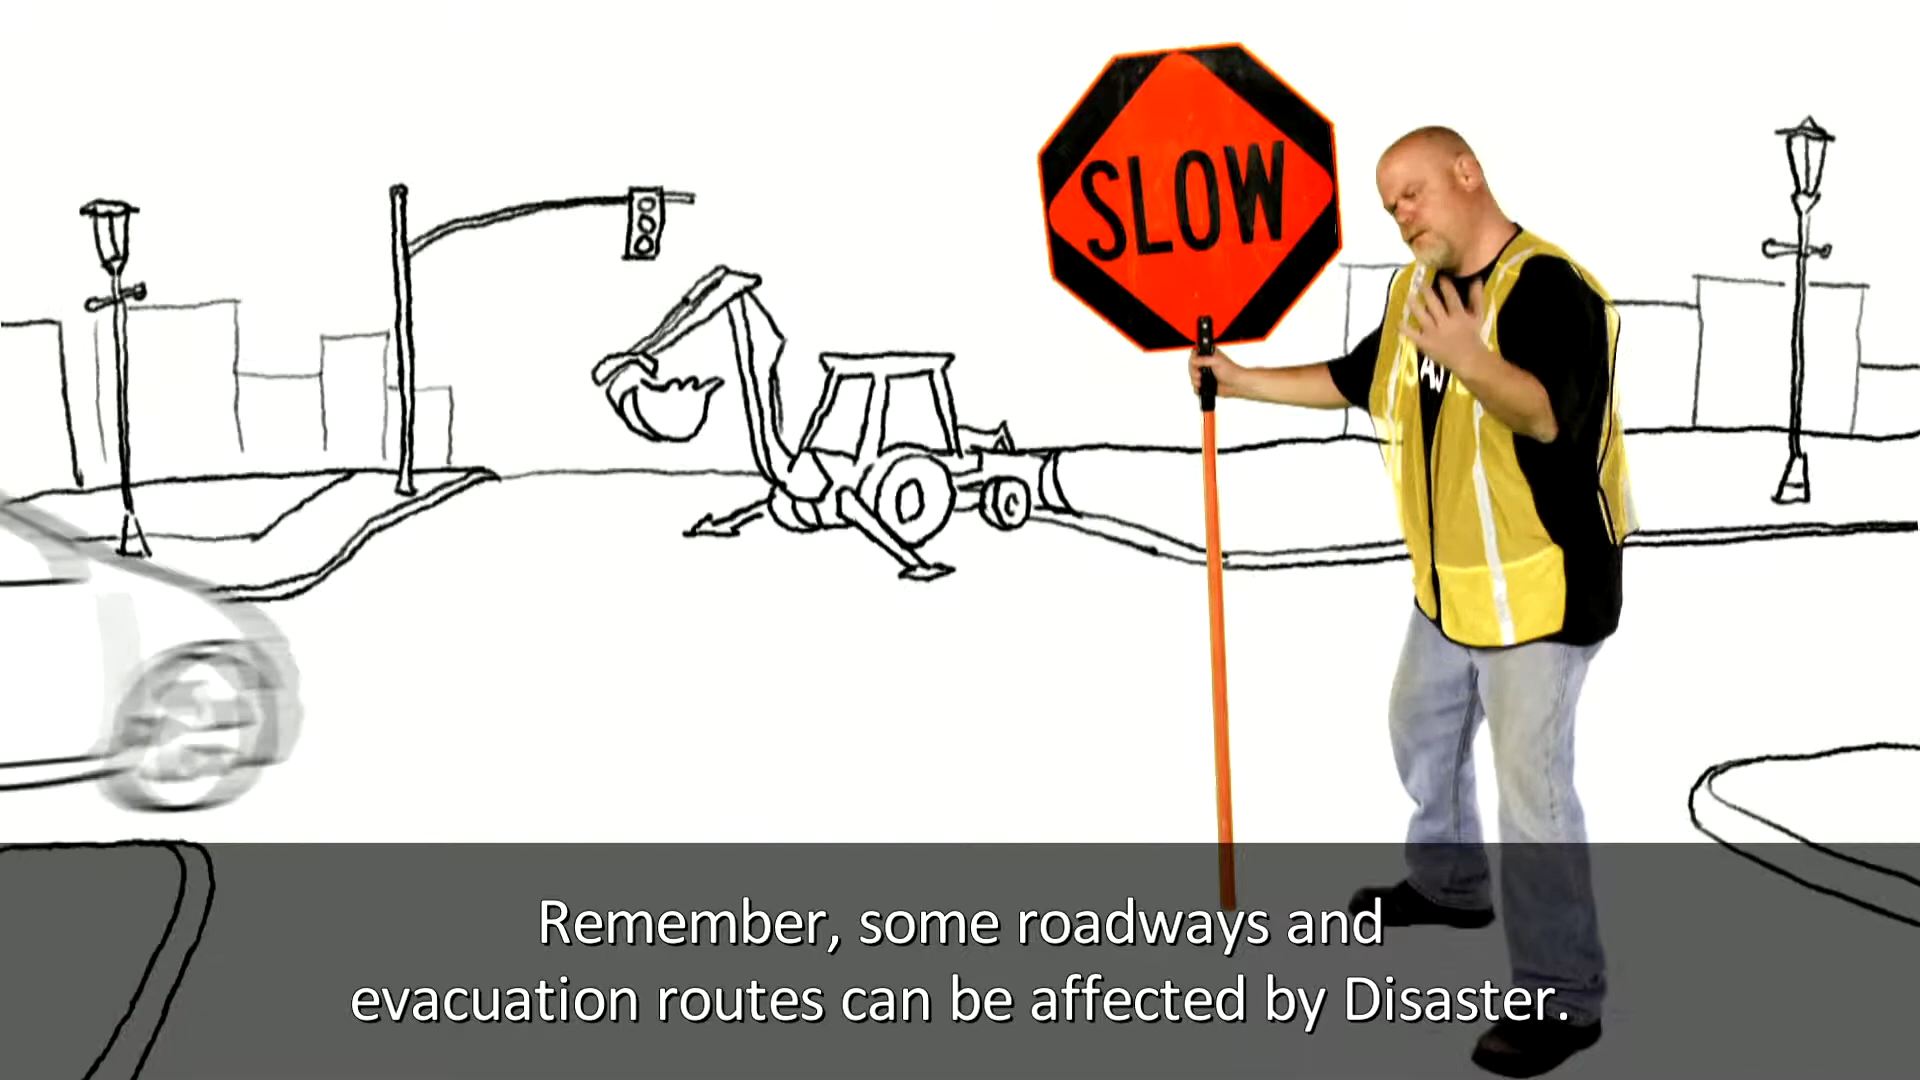 SLOW
Remember, some roadways and
evacuation routes can be affected by Disaster.